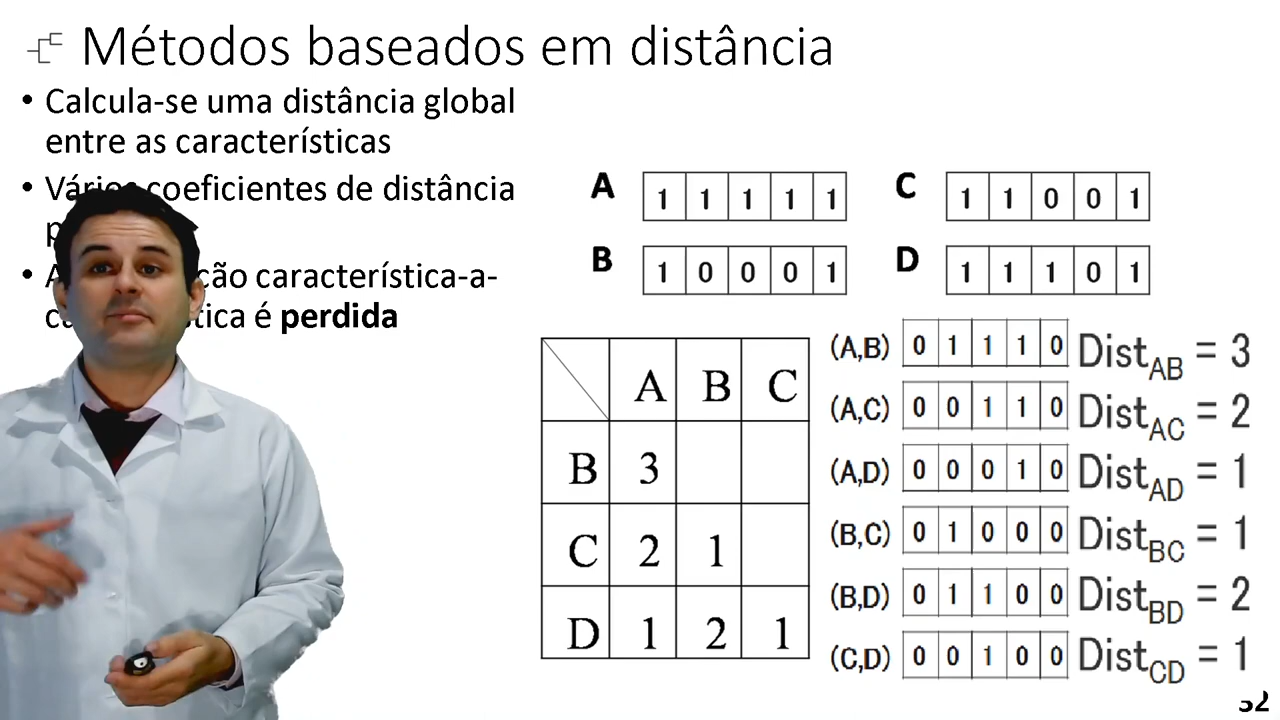 Métodos baseados em distância
• Calcula-se uma distância global
entre as características
• coeficientes de distância
• característica-a-
é perdida
A 1 1 1 1 1 C 1 1 0 0 1
B 1 0 0 0 1 D 1 1 1 0 1
A B C
B 3
C 2 1
D 1 2 1
(A,B) 0 1 1 1 0 DistAB = 3
(A,C) 0 0 1 1 0 DistAC = 2
(A,D) 0 0 0 1 0 DistAD = 1
(B,C) 0 1 0 0 0 DistBC = 1
(B,D) 0 1 1 0 0 DistBD = 2
(C,D) 0 0 1 0 0 DistCD = 1
52